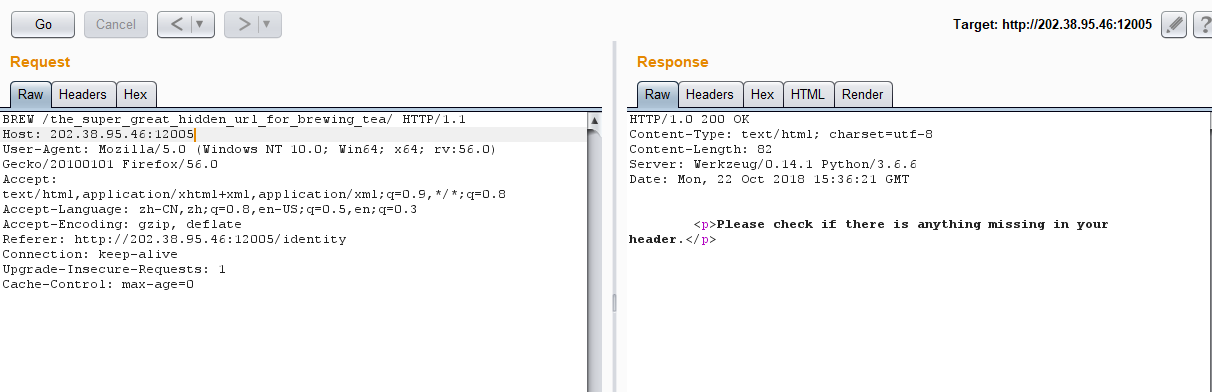 Go Cancel < > Target: http://202.38.95.46:12005 ?
Request
Raw Headers Hex
BREW /the_super_great_hidden_url_for_brewing_tea/ HTTP/1.1
Host: 202.38.95.46:12005
User-Agent: Mozilla/5.0 (Windows NT 10.0; Win64; x64; rv:56.0)
Gecko/20100101 Firefox/56.0
Accept:
text/html,application/xhtml+xml,application/xml;q=0.9,*/*;q=0.8
Accept-Language: zh-CN,zh;q=0.8,en-US;q=0.5,en;q=0.3
Accept-Encoding: gzip, deflate
Referer: http://202.38.95.46:12005/identity
Connection: keep-alive
Upgrade-Insecure-Requests: 1
Cache-Control: max-age=0
Response
Raw Headers Hex HTML Render
HTTP/1.0 200 OK
Content-Type: text/html; charset=utf-8
Content-Length: 82
Server: Werkzeug/0.14.1 Python/3.6.6
Date: Mon, 22 Oct 2018 15:36:21 GMT
<p>Please check if there is anything missing in your
header.</p>